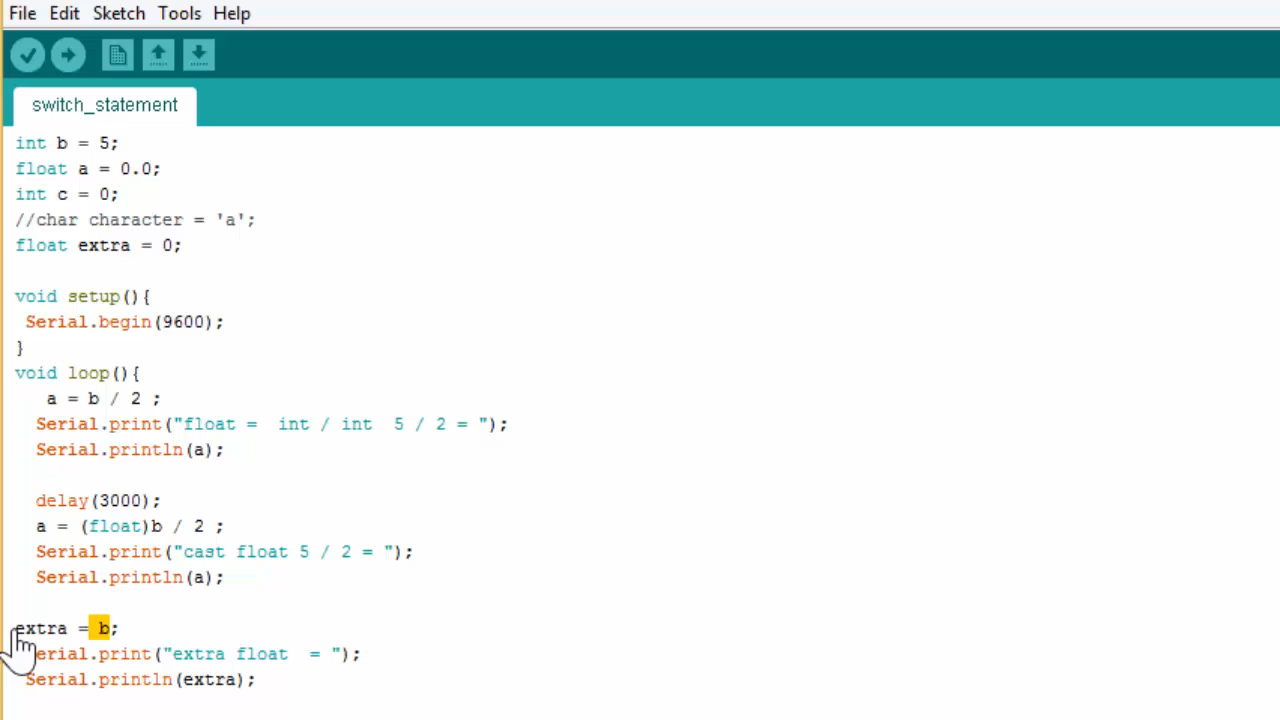 File Edit Sketch Tools Help
switch_statement
int b = 5;
float a = 0.0;
int c = 0;
//char character = 'a';
float extra = 0;
void setup(){
Serial.begin(9600);
}
void loop(){
a = b / 2 ;
Serial.print("float =  int / int  5 / 2 = ");
Serial.println(a);
delay(3000);
a = (float)b / 2 ;
Serial.print("cast float 5 / 2 = ");
Serial.println(a);
extra = b;
Serial.print("extra float  = ");
Serial.println(extra);